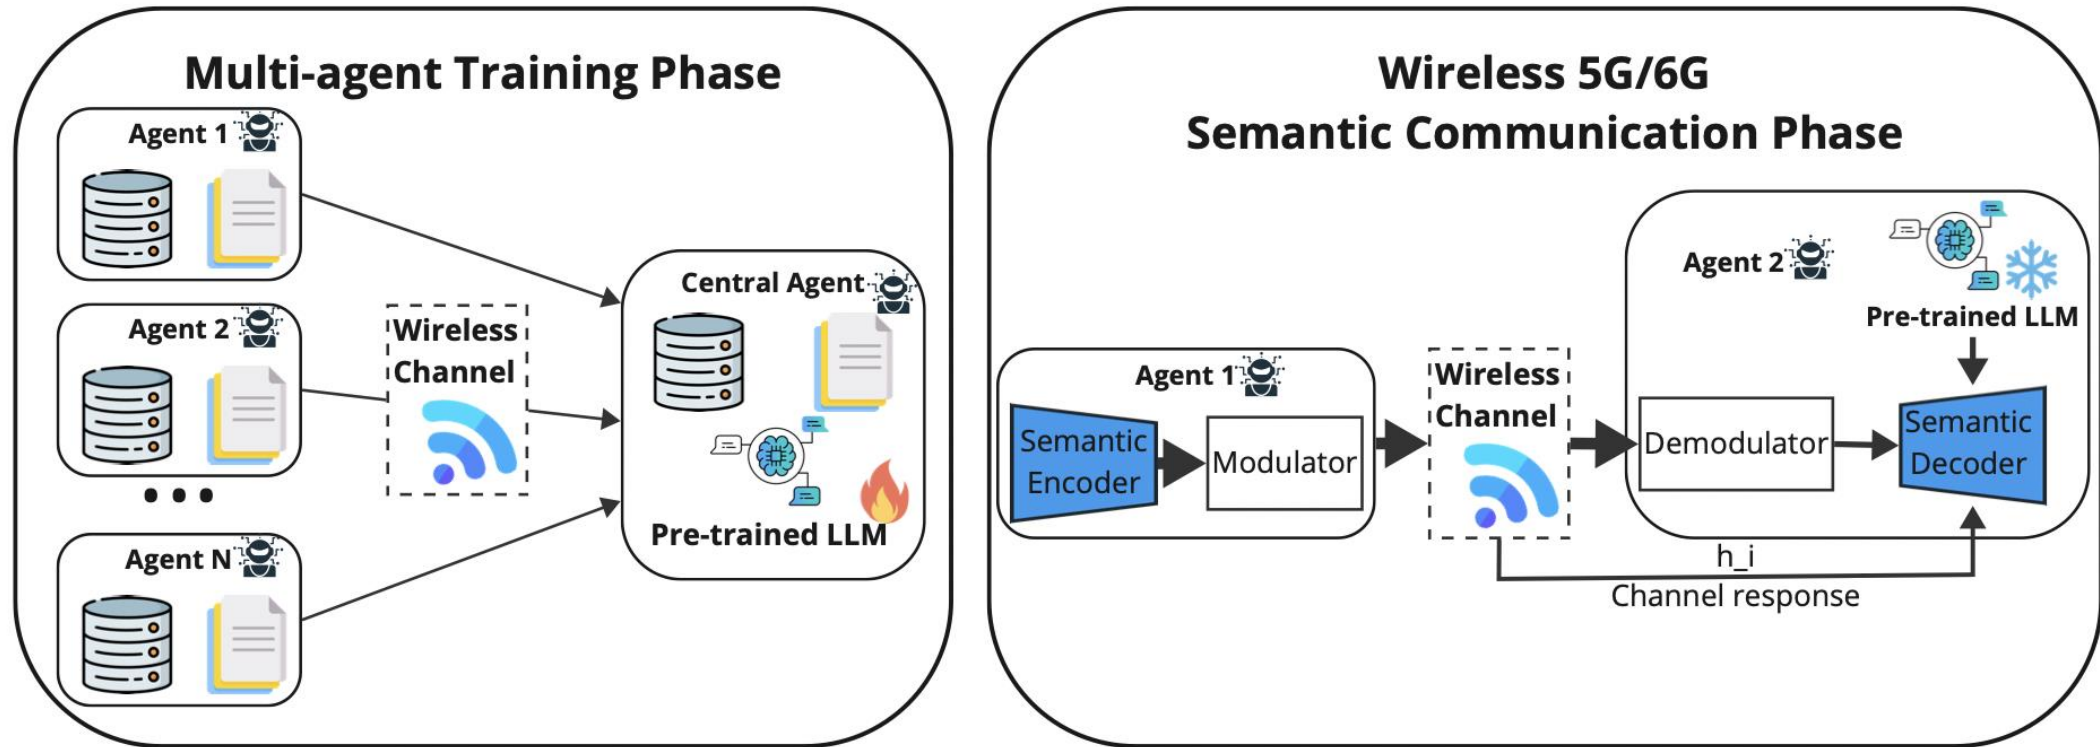 Multi-agent Training Phase
Agent 1
Agent 2
Agent N
Wireless
Channel
Central Agent
Pre-trained LLM
Wireless 5G/6G
Semantic Communication Phase
Agent 1
Semantic
Encoder
Modulator
Wireless
Channel
Agent 2
Pre-trained LLM
Demodulator
Semantic
Decoder
h_i
Channel response